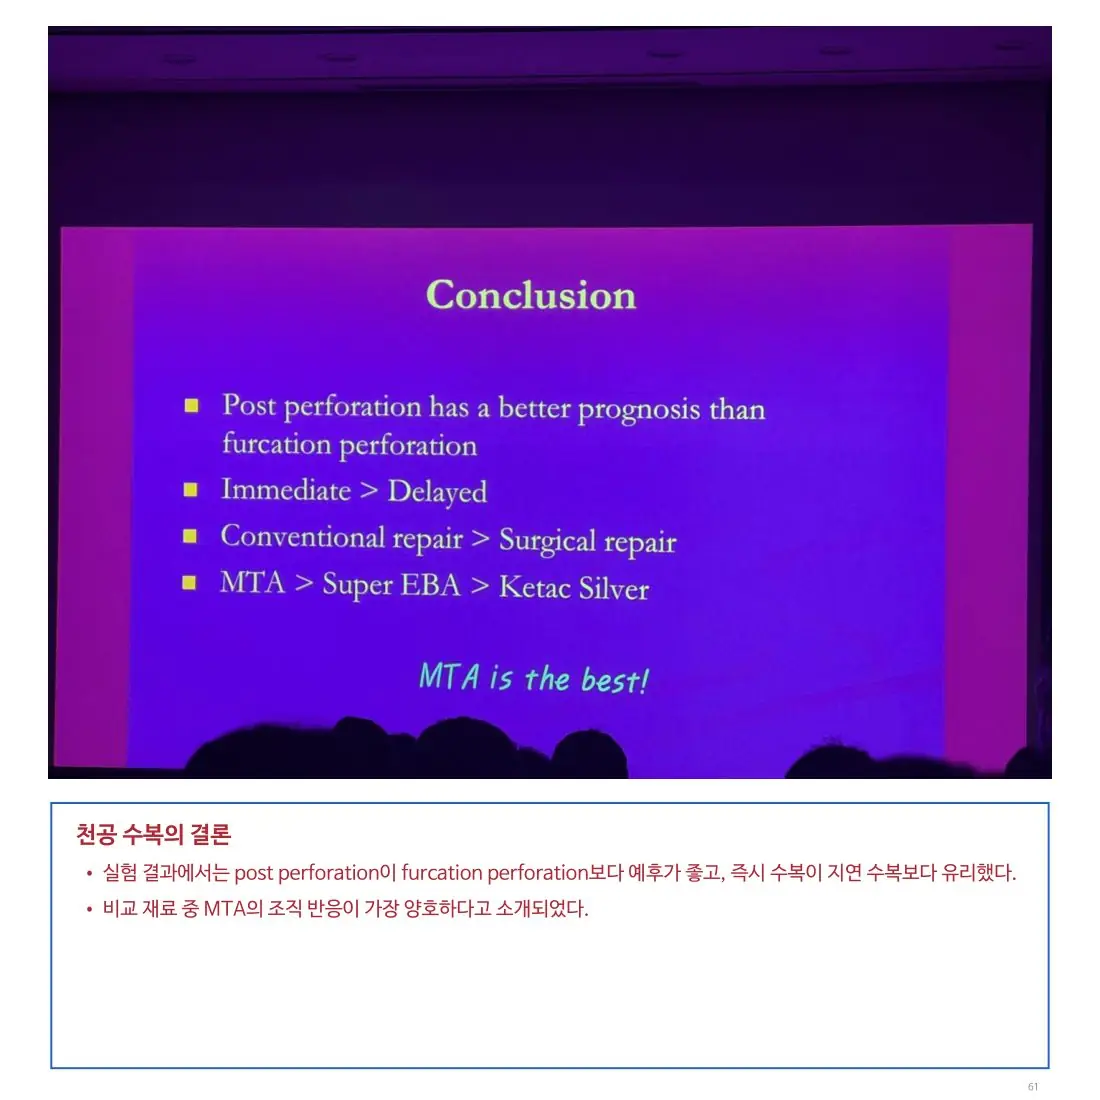 Conclusion
■ Post perforation has a better prognosis than
furcation perforation
■ Immediate > Delayed
■ Conventional repair > Surgical repair
■ MTA > Super EBA > Ketac Silver
MTA is the best!
천공 수복의 결론
• 실험 결과에서는 post perforation이 furcation perforation보다 예후가 좋고, 즉시 수복이 지연 수복보다 유리했다.
• 비교 재료 중 MTA의 조직 반응이 가장 양호하다고 소개되었다.
61